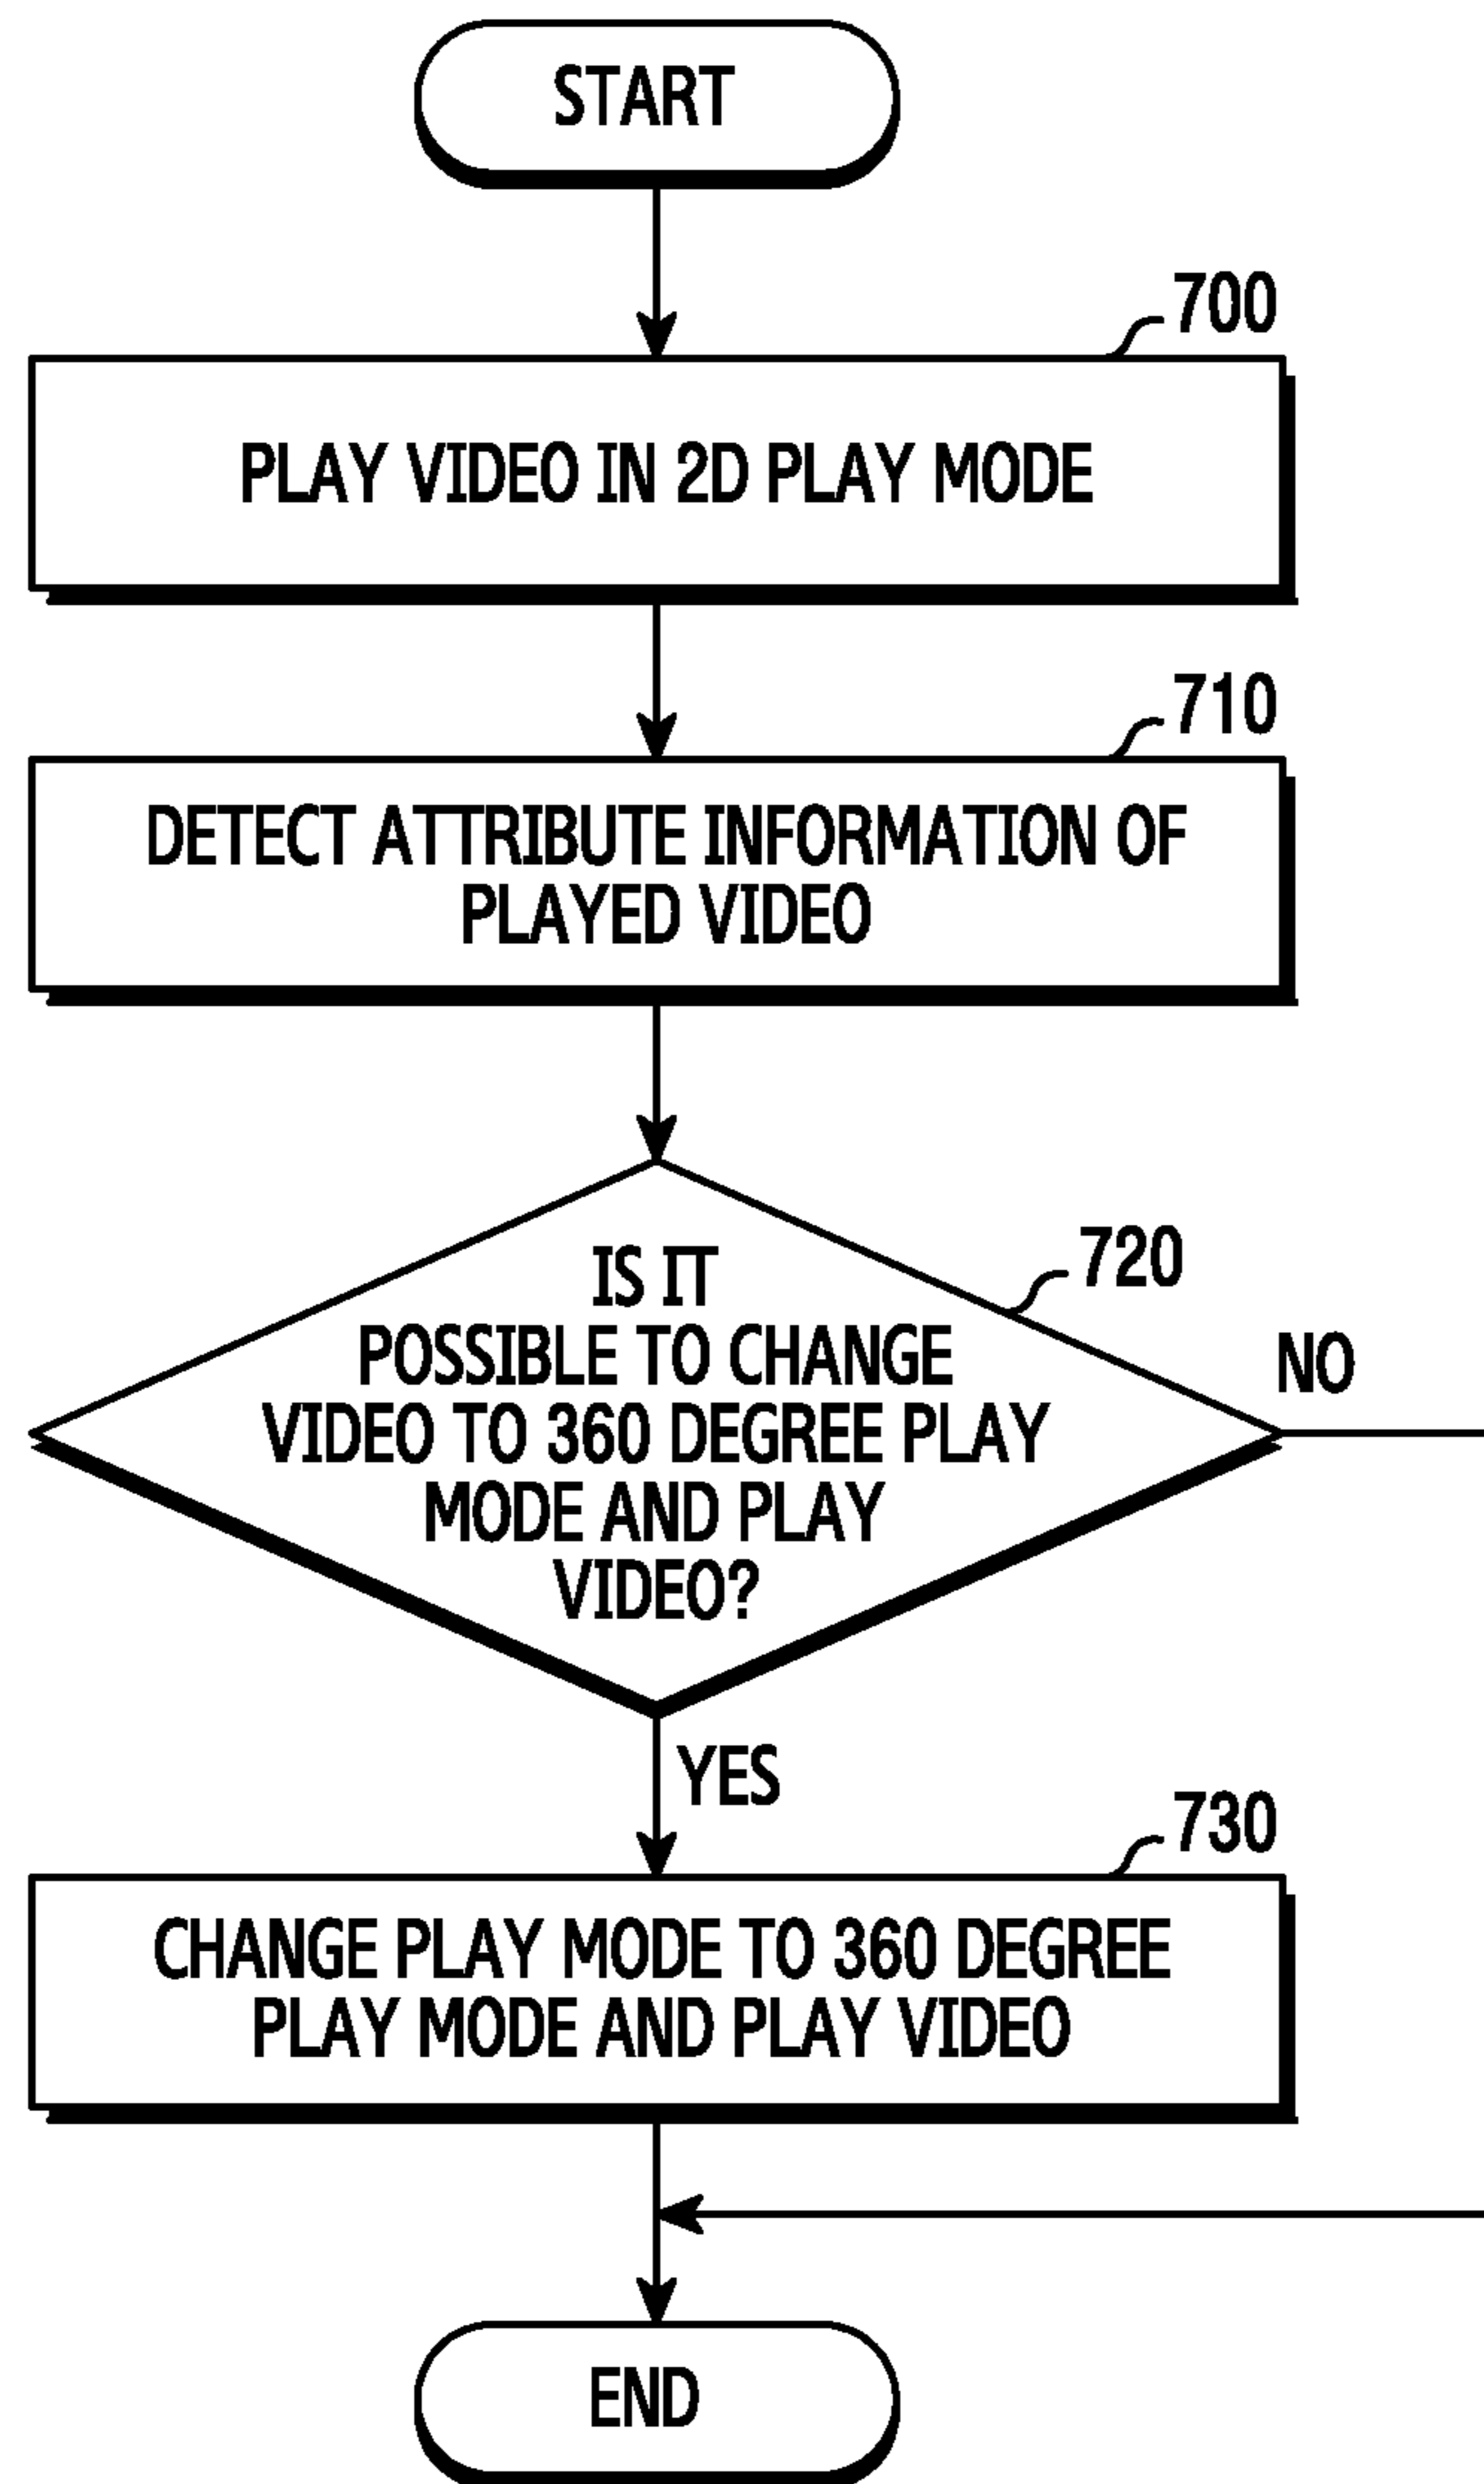 START
700
PLAY VIDEO IN 2D PLAY MODE
710
DETECT ATTRIBUTE INFORMATION OF
PLAYED VIDEO
720
IS IT
POSSIBLE TO CHANGE
VIDEO TO 360 DEGREE PLAY
MODE AND PLAY
VIDEO?
NO
YES
730
CHANGE PLAY MODE TO 360 DEGREE
PLAY MODE AND PLAY VIDEO
END